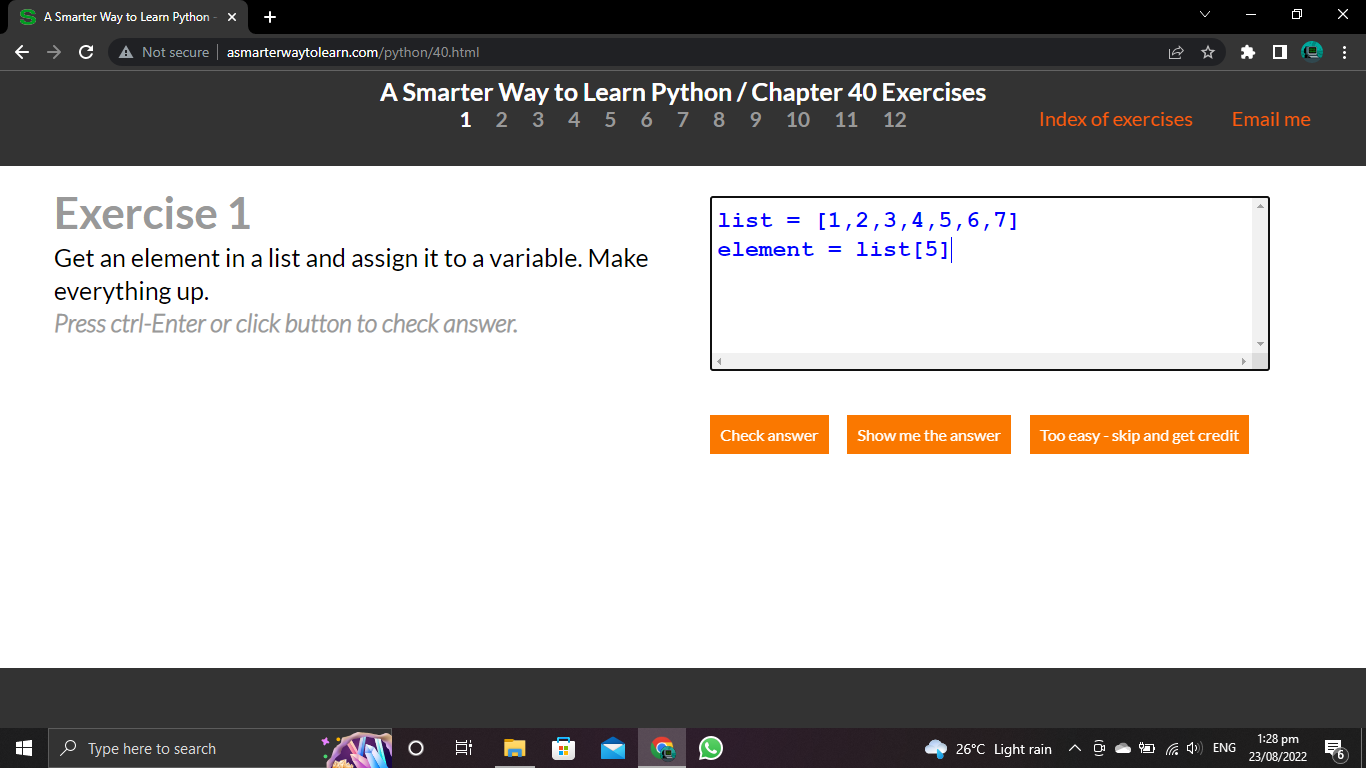 A Smarter Way to Learn Python -
Not secure asmarterwaytolearn.com/python/40.html
A Smarter Way to Learn Python / Chapter 40 Exercises
1 2 3 4 5 6 7 8 9 10 11 12
Index of exercises Email me
Exercise 1
Get an element in a list and assign it to a variable. Make
everything up.
Press ctrl-Enter or click button to check answer.
list = [1,2,3,4,5,6,7]
element = list[5]
Check answer Show me the answer Too easy - skip and get credit
Type here to search
26°C Light rain
ENG
1:28 pm
23/08/2022
6